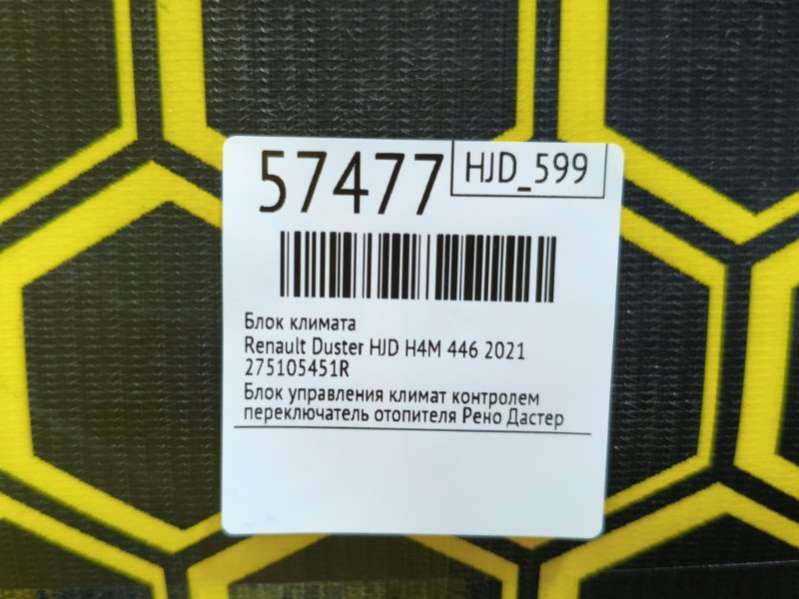 57477 HJD_599
Блок климата
Renault Duster HJD H4M 446 2021
275105451R
Блок управления климат контролем
переключатель отопителя Рено Дастер